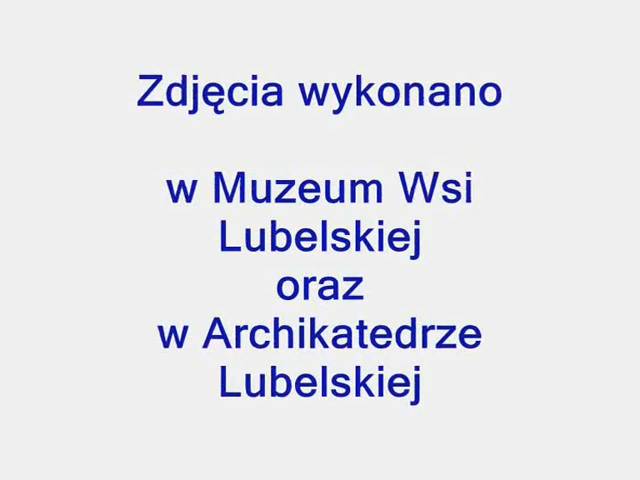 Zdjęcia wykonano
w Muzeum Wsi
Lubelskiej
oraz
w Archikatedrze
Lubelskiej